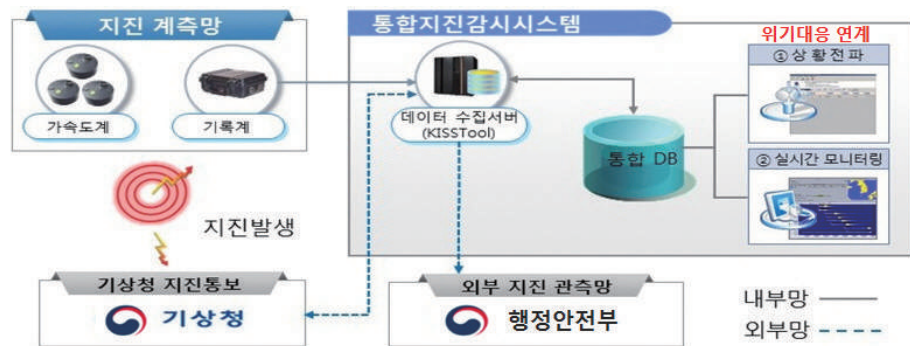 지진 계측망
통합지진감시시스템
위기대응 연계
① 상황전파
가속도계
기록계
데이터 수집서버
(KISSTool)
통합 DB
② 실시간 모니터링
지진발생
기상청 지진통보
기상청
외부 지진 관측망
행정안전부
내부망
외부망